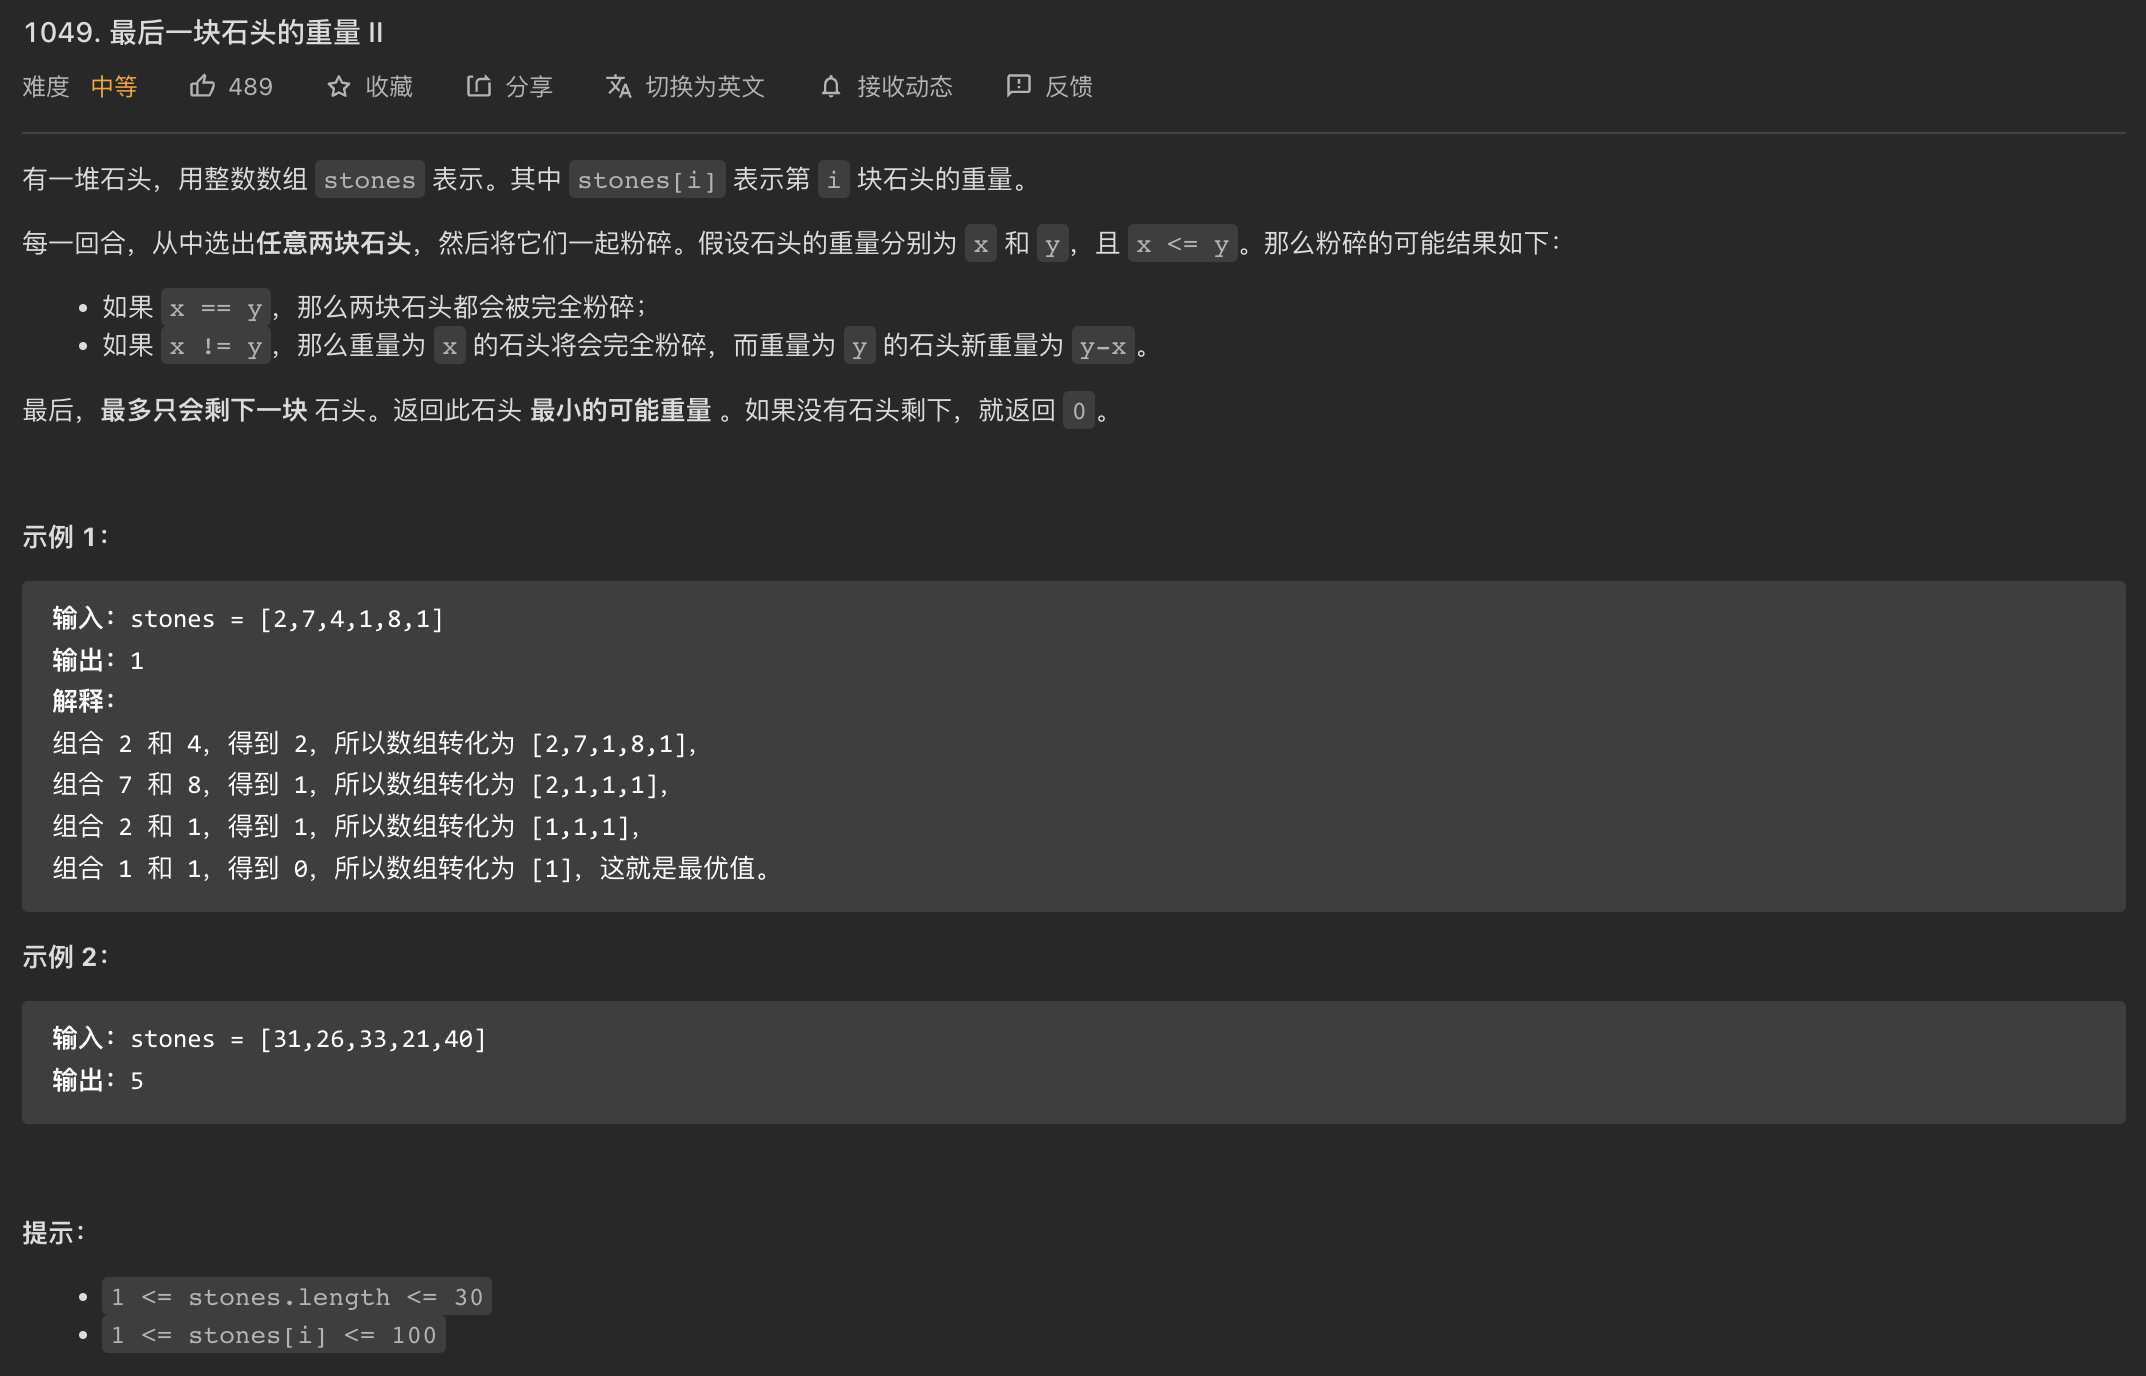 1049. 最后一块石头的重量 II
难度 中等 489 收藏 分享 切换为英文 接收动态 反馈
有一堆石头，用整数数组 stones 表示。其中 stones[i] 表示第 i 块石头的重量。
每一回合，从中选出任意两块石头，然后将它们一起粉碎。假设石头的重量分别为 x 和 y，且 x <= y。那么粉碎的可能结果如下：
• 如果 x == y，那么两块石头都会被完全粉碎；
• 如果 x != y，那么重量为 x 的石头将会完全粉碎，而重量为 y 的石头新重量为 y-x。
最后，最多只会剩下一块 石头。返回此石头 最小的可能重量 。如果没有石头剩下，就返回 0。
示例 1：
输入：stones = [2,7,4,1,8,1]
输出：1
解释：
组合 2 和 4，得到 2，所以数组转化为 [2,7,1,8,1]，
组合 7 和 8，得到 1，所以数组转化为 [2,1,1,1]，
组合 2 和 1，得到 1，所以数组转化为 [1,1,1]，
组合 1 和 1，得到 0，所以数组转化为 [1]，这就是最优值。
示例 2：
输入：stones = [31,26,33,21,40]
输出：5
提示：
• 1 <= stones.length <= 30
• 1 <= stones[i] <= 100